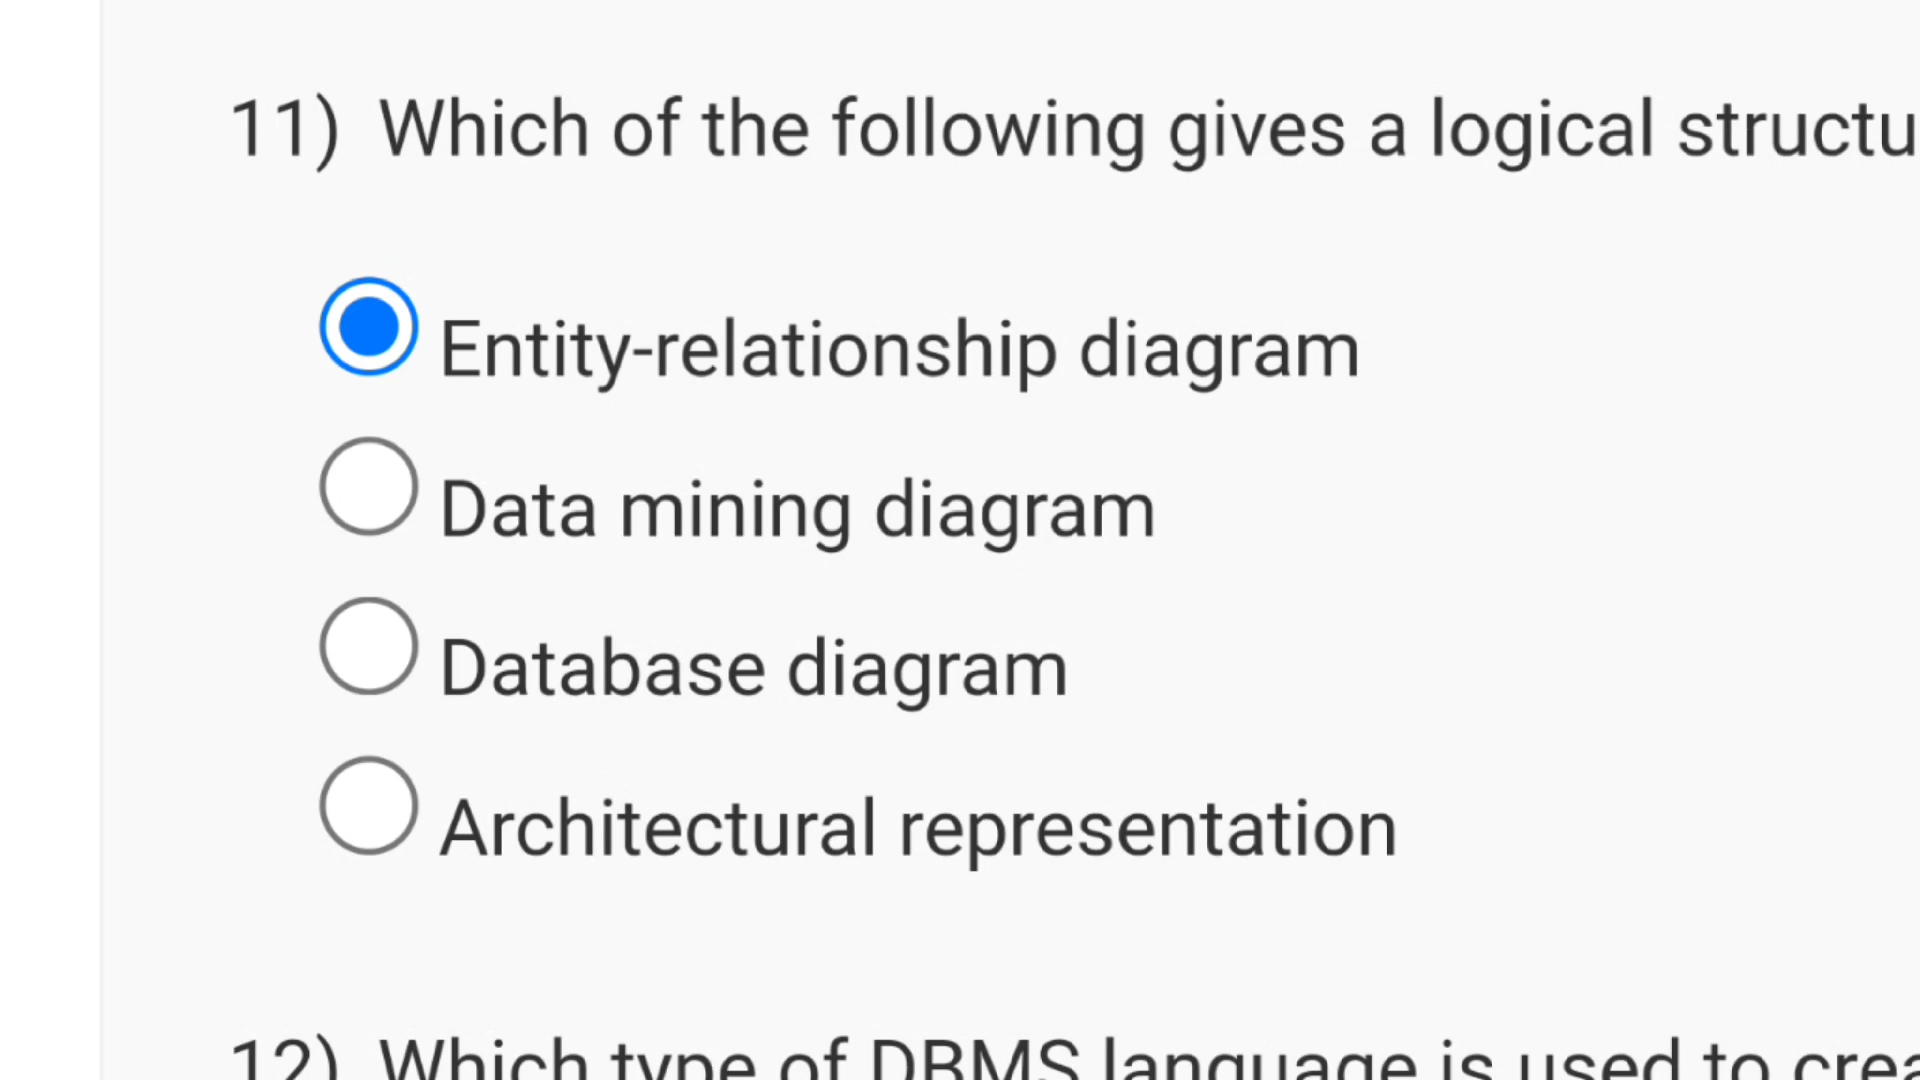 11) Which of the following gives a logical structu
Entity-relationship diagram
Data mining diagram
Database diagram
Architectural representation
12) Which type of DBMS language is used to crea